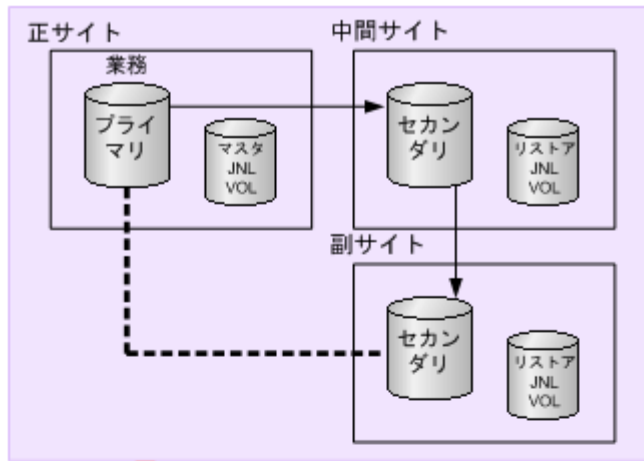 正サイト
業務
プライ
マリ
マスタ
JNL
VOL
中間サイト
セカン
ダリ
リストア
JNL
VOL
副サイト
セカン
ダリ
リストア
JNL
VOL